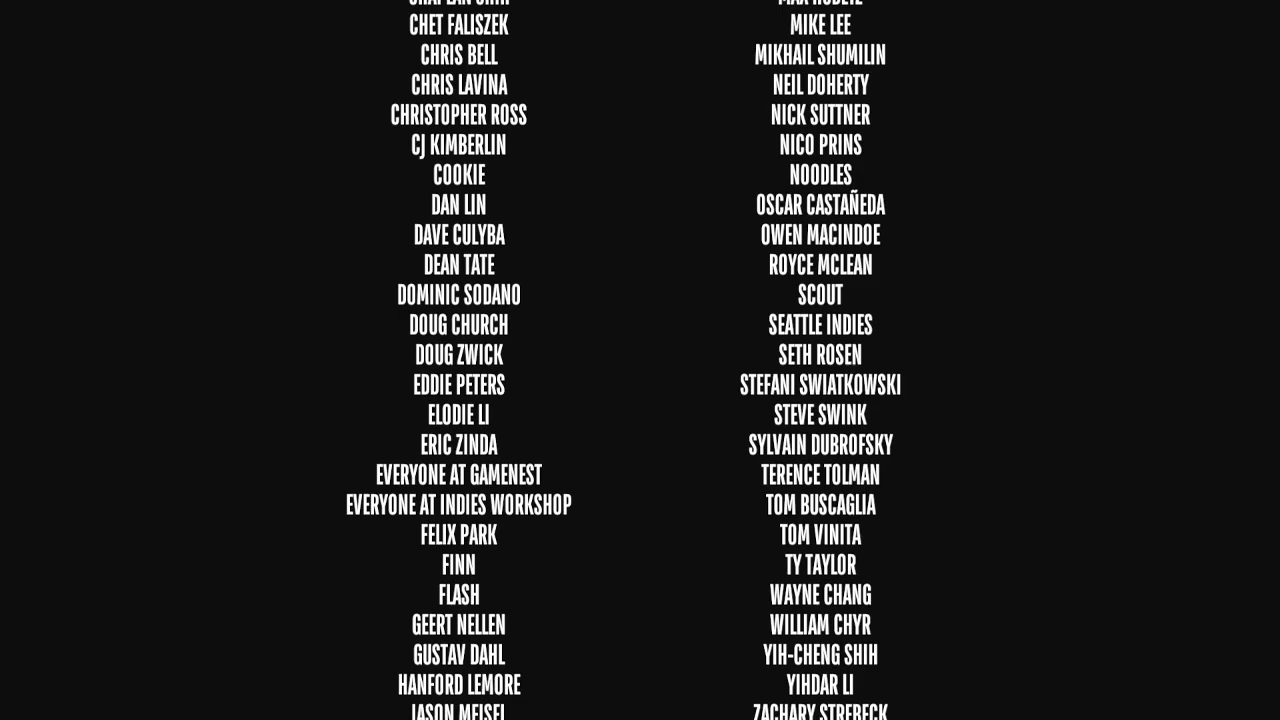 CHET FALISZEK
CHRIS BELL
CHRIS LAVINA
CHRISTOPHER ROSS
CJ KIMBERLIN
COOKIE
DAN LIN
DAVE CULYBA
DEAN TATE
DOMINIC SODANO
DOUG CHURCH
DOUG ZWICK
EDDIE PETERS
ELODIE LI
ERIC ZINDA
EVERYONE AT GAMENEST
EVERYONE AT INDIES WORKSHOP
FELIX PARK
FINN
FLASH
GEERT NELLEN
GUSTAV DAHL
HANFORD LEMORE
JASON MEISEL
MIKE LEE
MIKHAIL SHUMILIN
NEIL DOHERTY
NICK SUTTNER
NICO PRINS
NOODLES
OSCAR CASTAÑEDA
OWEN MACINDOE
ROYCE MCLEAN
SCOUT
SEATTLE INDIES
SETH ROSEN
STEFANI SWIATKOWSKI
STEVE SWINK
SYLVAIN DUBROFSKY
TERENCE TOLMAN
TOM BUSCAGLIA
TOM VINITA
TY TAYLOR
WAYNE CHANG
WILLIAM CHYR
YIH-CHENG SHIH
YIHDAR LI
ZACHARY STREBECK